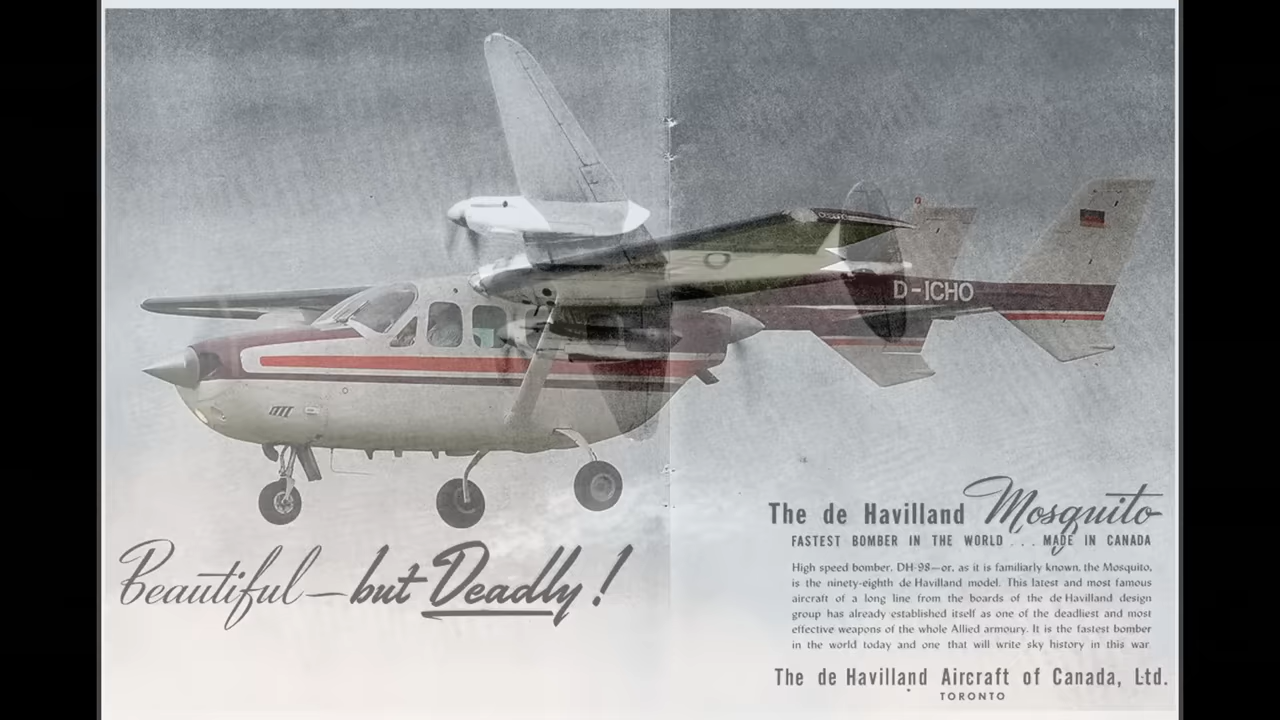 D-ICHO
Beautiful — but Deadly!
The de Havilland Mosquito
FASTEST BOMBER IN THE WORLD . . . MADE IN CANADA
High speed bomber, DH-98—or, as it is familiarly known, the Mosquito,
is the ninety-eighth de Havilland model. This latest and most famous
aircraft of a long line from the boards of the de Havilland design
group has already established itself as one of the deadliest and most
effective weapons of the whole Allied armoury. It is the fastest bomber
in the world today and one that will write sky history in this war.
The de Havilland Aircraft of Canada, Ltd.
TORONTO